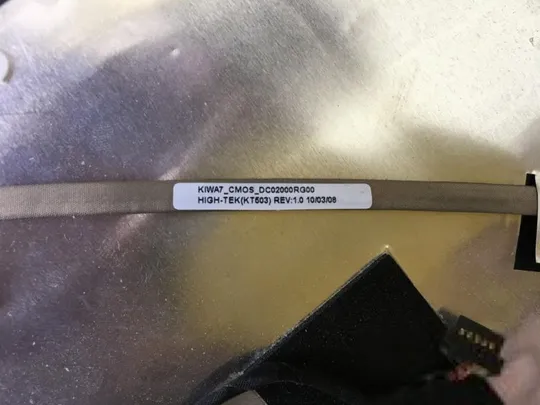 KIWA7_CMOS_DC02000RG00
HIGH-TEK(KT503) REV:1.0 10/03/08